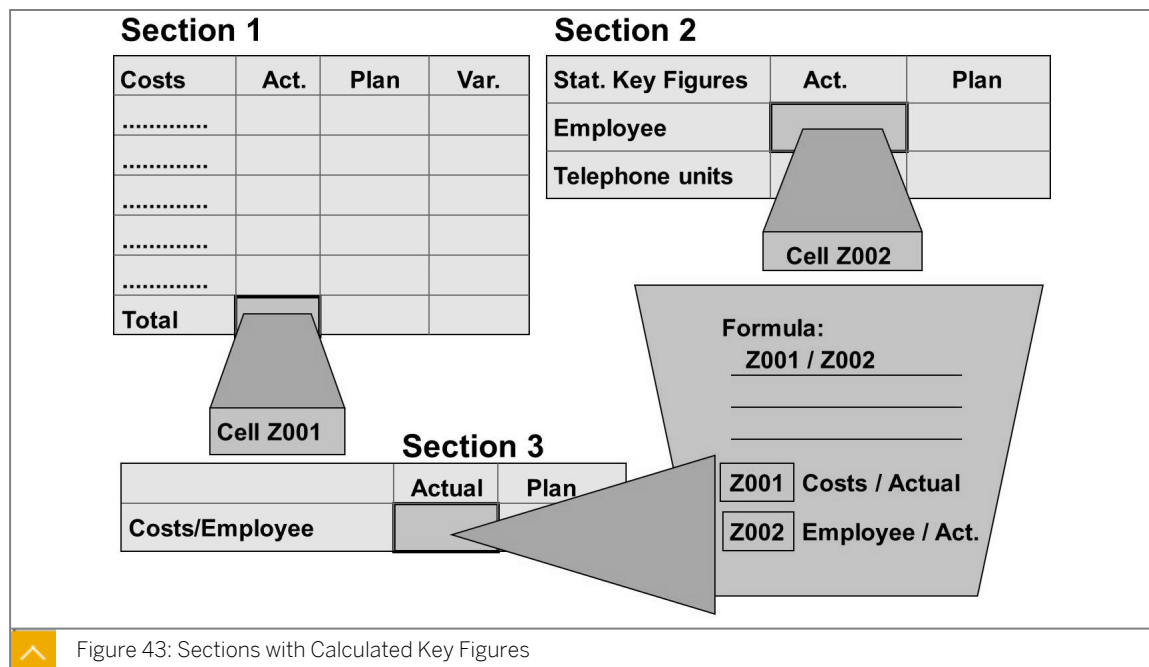 Section 1
Costs Act. Plan Var.
.............
.............
.............
.............
.............
Total
Cell Z001
Section 2
Stat. Key Figures Act. Plan
Employee
Telephone units
Cell Z002
Formula:
Z001 / Z002
Z001 Costs / Actual
Z002 Employee / Act.
Section 3
Actual Plan
Costs/Employee
Figure 43: Sections with Calculated Key Figures